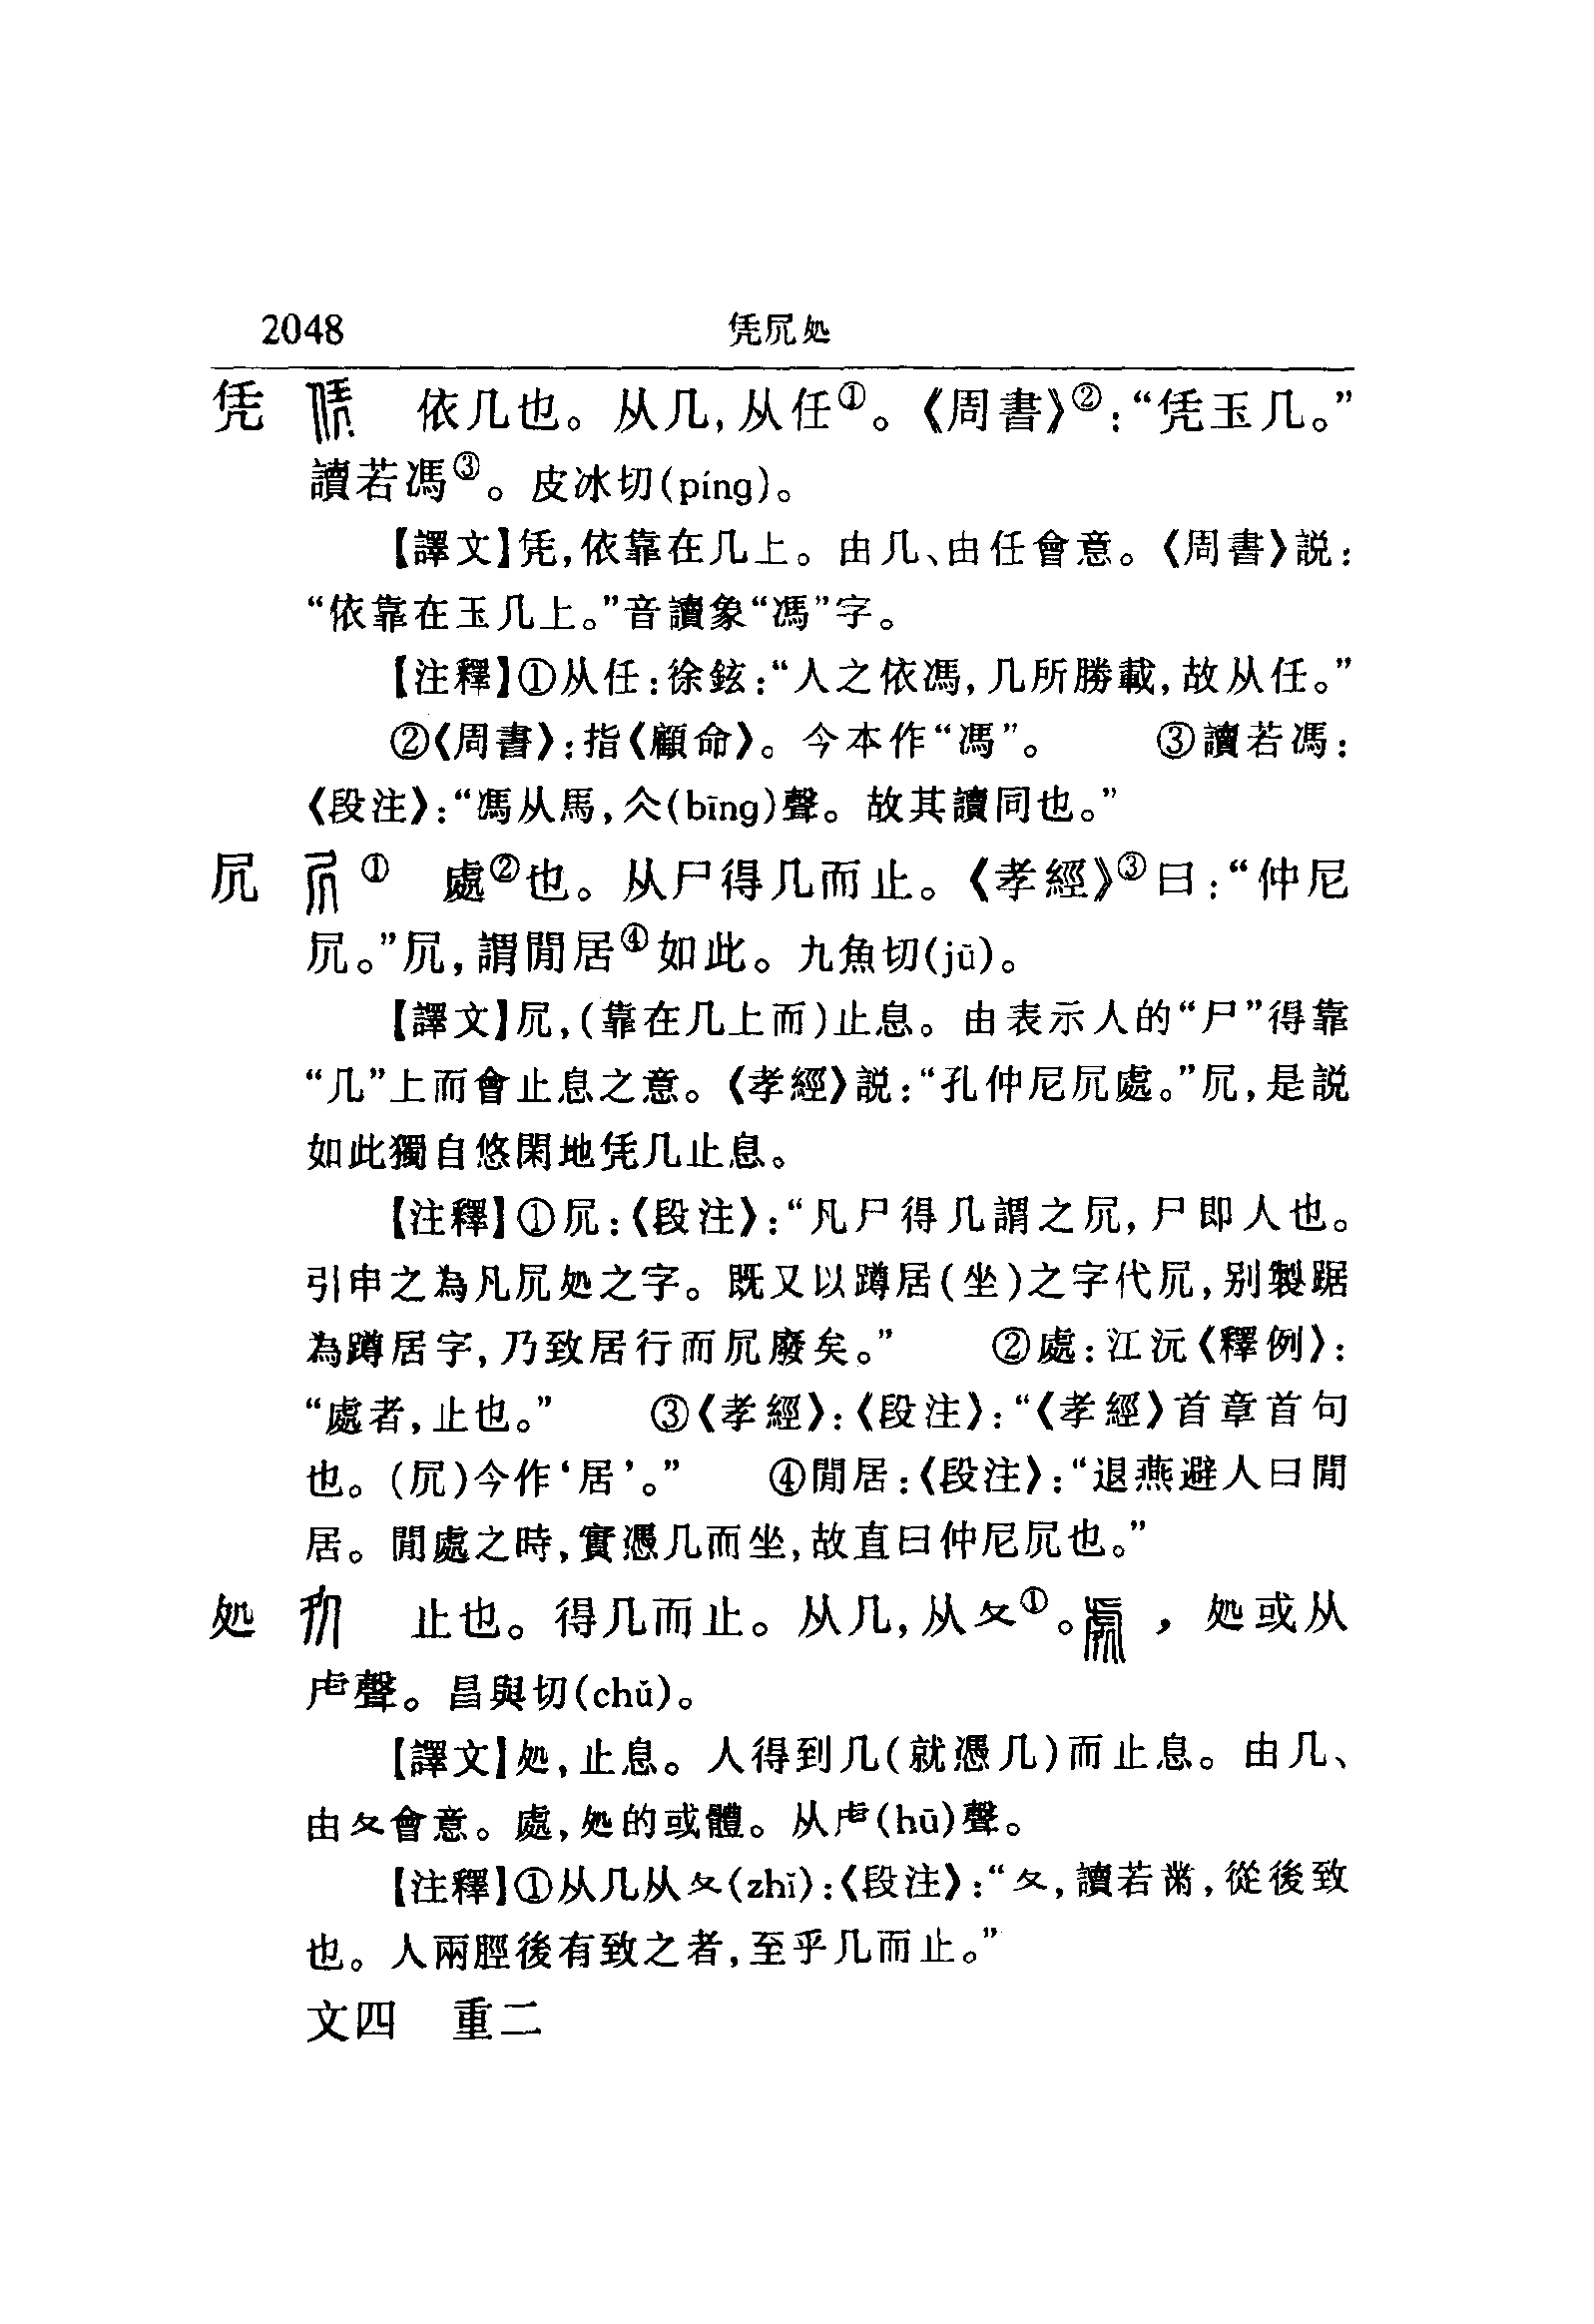 2048 凭凥処
凭 依几也。从几,从任①。《周書》②:“凭玉几。”
讀若馮③。皮冰切(píng)。
【譯文】凭,依靠在几上。由几、由任會意。《周書》説:
“依靠在玉几上。”音讀象“馮”字。
【注釋】①从任:徐鉉:“人之依馮,几所勝載,故从任。”
②《周書》:指《顧命》。今本作“馮”。 ③讀若馮:
《段注》:“馮从馬,仌(bīng)聲。故其讀同也。”
凥 ① 處②也。从尸得几而止。《孝經》③曰:“仲尼
凥。”凥,謂閒居④如此。九魚切(jū)。
【譯文】凥,(靠在几上而)止息。由表示人的“尸”得靠
“几”上而會止息之意。《孝經》説:“孔仲尼凥處。”凥,是説
如此獨自悠閑地凭几止息。
【注釋】①凥:《段注》:“凡尸得几謂之凥,尸即人也。
引申之為凡凥処之字。既又以蹲居(坐)之字代凥,别製踞
為蹲居字,乃致居行而凥廢矣。” ②處:江沅《釋例》:
“處者,止也。” ③《孝經》:《段注》:“《孝經》首章首句
也。(凥)今作‘居’。” ④閒居:《段注》:“退燕避人曰閒
居。閒處之時,實憑几而坐,故直曰仲尼凥也。”
処 止也。得几而止。从几,从夂①。 ,処或从
虍聲。昌與切(chǔ)。
【譯文】処,止息。人得到几(就憑几)而止息。由几、
由夂會意。處,処的或體。从虍(hū)聲。
【注釋】①从几从夂(zhǐ):《段注》:“夂,讀若黹,從後致
也。人兩脛後有致之者,至乎几而止。”
文四 重二